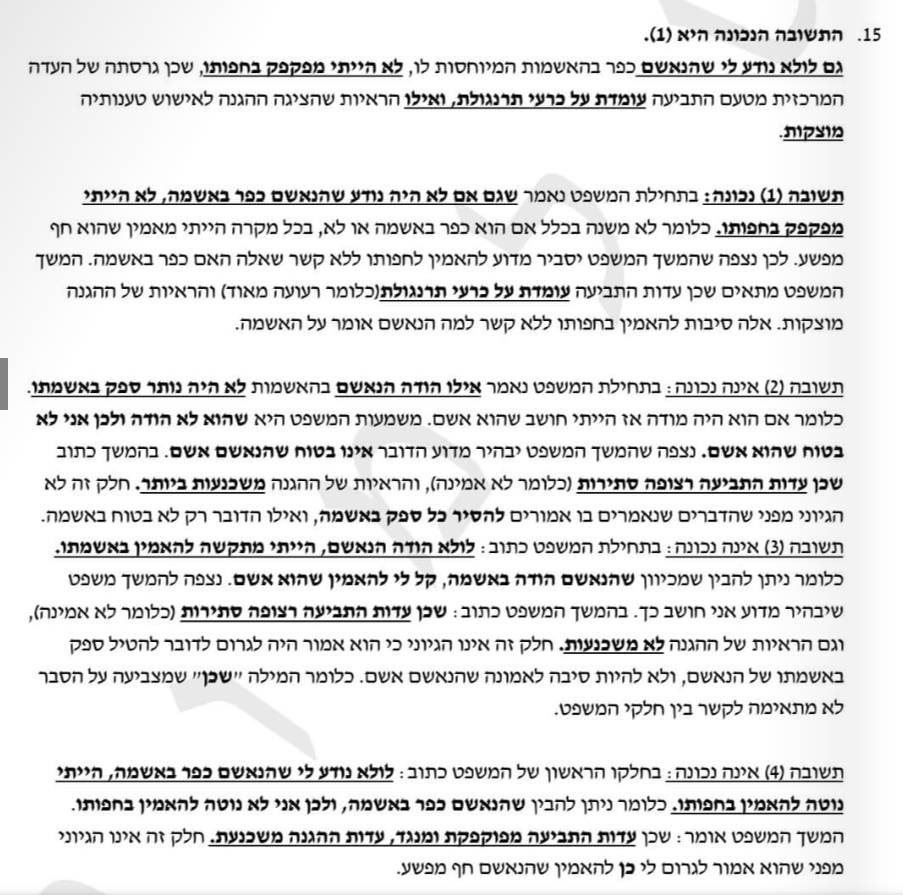 15. התשובה הנכונה היא (1).
גם לולא נודע לי שהנאשם כפר בהאשמות המיוחסות לו, לא הייתי מפקפק בחפותו, שכן גרסתה של העדה
המרכזית מטעם התביעה עומדת על כרעי תרנגולת, ואילו הראיות שהציגה ההגנה לאישוש טענותיה
מוצקות.
תשובה (1) נכונה: בתחילת המשפט נאמר שגם אם לא היה נודע שהנאשם כפר באשמה, לא הייתי
מפקפק בחפותו. כלומר לא משנה בכלל אם הוא כפר באשמה או לא, בכל מקרה הייתי מאמין שהוא חף
מפשע. לכן נצפה שהמשך המשפט יסביר מדוע להאמין לחפותו ללא קשר שאלה האם כפר באשמה. המשך
המשפט מתאים שכן עדות התביעה עומדת על כרעי תרנגולת(כלומר רעועה מאוד) והראיות של ההגנה
מוצקות. אלה סיבות להאמין בחפותו ללא קשר למה הנאשם אומר על האשמה.
תשובה (2) אינה נכונה: בתחילת המשפט נאמר אילו הודה הנאשם בהאשמות לא היה נותר ספק באשמתו.
כלומר אם הוא היה מודה אז הייתי חושב שהוא אשם. משמעות המשפט היא שהוא לא הודה ולכן אני לא
בטוח שהוא אשם. נצפה שהמשך המשפט יבהיר מדוע הדובר אינו בטוח שהנאשם אשם. בהמשך כתוב
שכן עדות התביעה רצופה סתירות (כלומר לא אמינה), והראיות של ההגנה משכנעות ביותר. חלק זה לא
הגיוני מפני שהדברים שנאמרים בו אמורים להסיר כל ספק באשמה, ואילו הדובר רק לא בטוח באשמה.
תשובה (3) אינה נכונה: בתחילת המשפט כתוב: לולא הודה הנאשם, הייתי מתקשה להאמין באשמתו.
כלומר ניתן להבין שמכיוון שהנאשם הודה באשמה, קל לי להאמין שהוא אשם. נצפה להמשך משפט
שיבהיר מדוע אני חושב כך. בהמשך המשפט כתוב: שכן עדות התביעה רצופה סתירות (כלומר לא אמינה),
וגם הראיות של ההגנה לא משכנעות. חלק זה אינו הגיוני כי הוא אמור היה לגרום לדובר להטיל ספק
באשמתו של הנאשם, ולא להיות סיבה לאמונה שהנאשם אשם. כלומר המילה "שכן" שמצביעה על הסבר
לא מתאימה לקשר בין חלקי המשפט.
תשובה (4) אינה נכונה: בחלקו הראשון של המשפט כתוב: לולא נודע לי שהנאשם כפר באשמה, הייתי
נוטה להאמין בחפותו. כלומר ניתן להבין שהנאשם כפר באשמה, ולכן אני לא נוטה להאמין בחפותו.
המשך המשפט אומר: שכן עדות התביעה מפוקפקת ומנגד, עדות ההגנה משכנעת. חלק זה אינו הגיוני
מפני שהוא אמור לגרום לי כן להאמין שהנאשם חף מפשע.